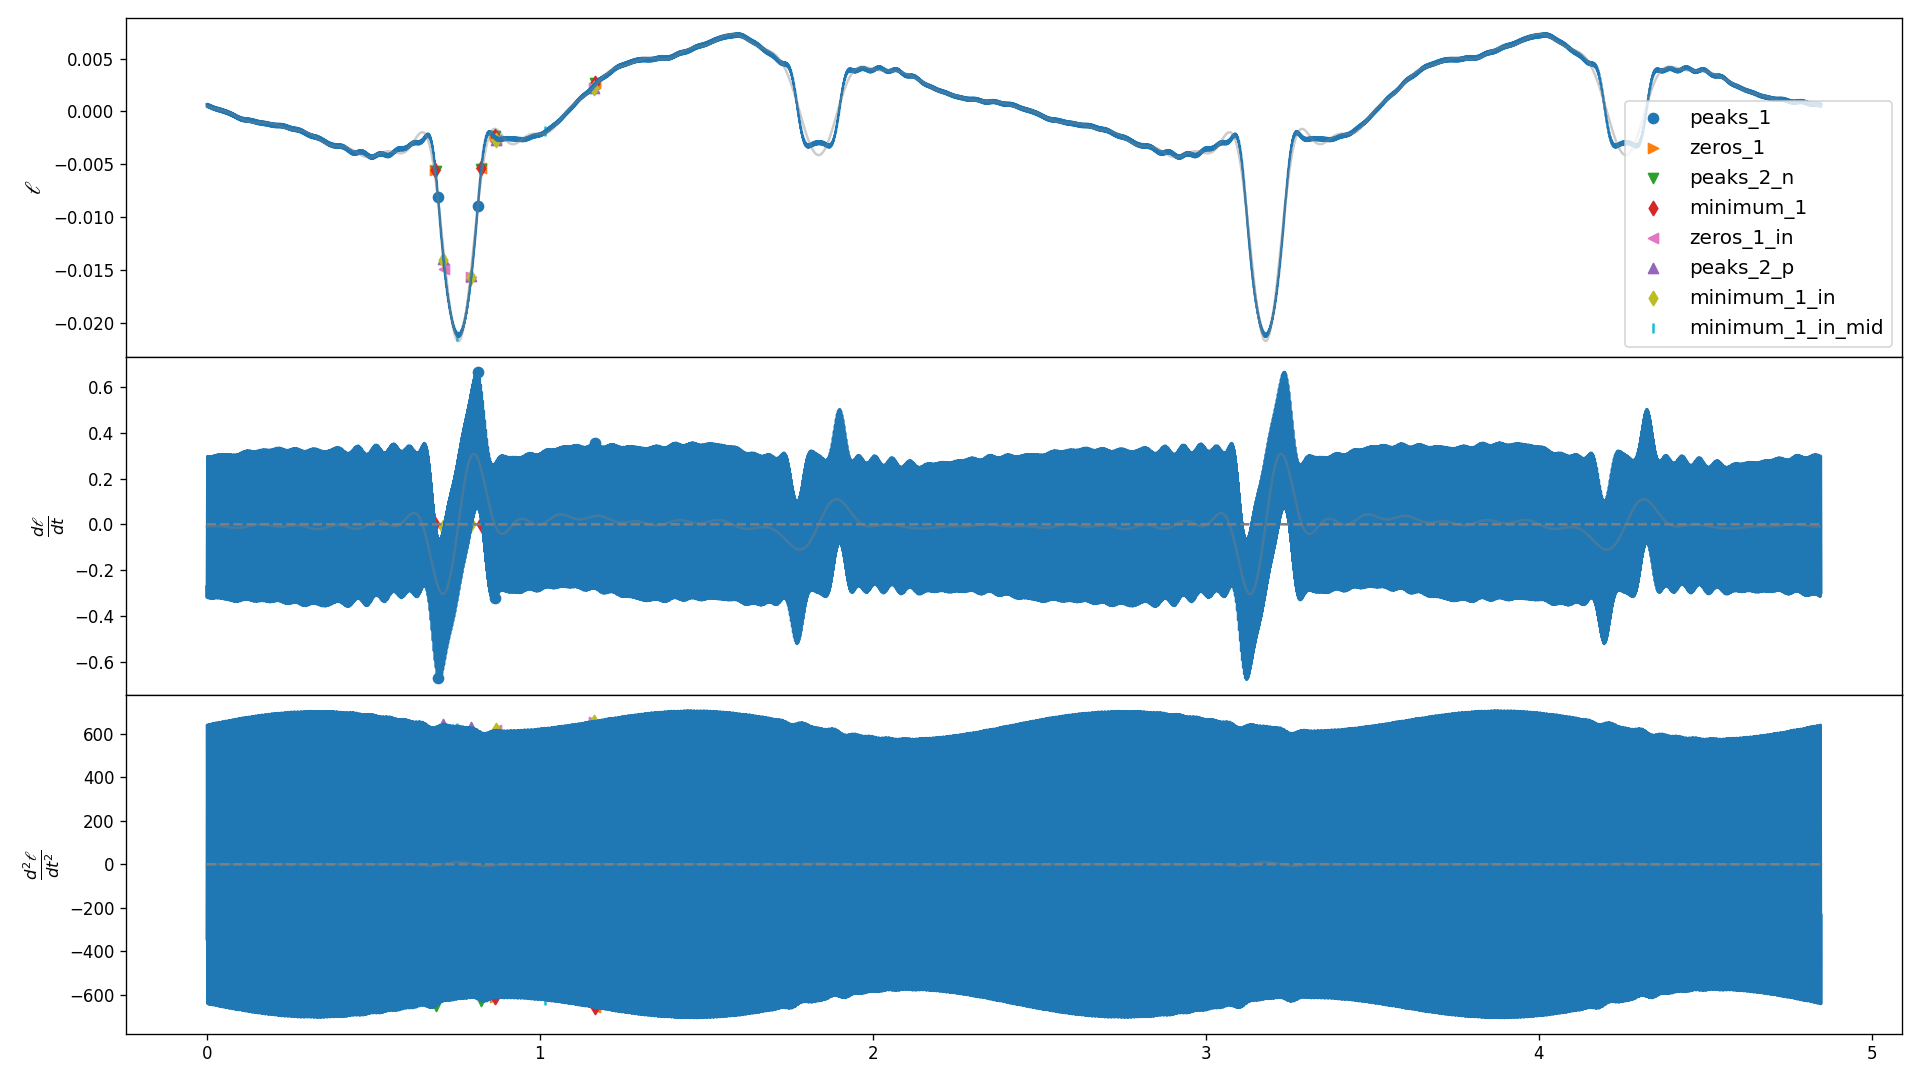 0.005
0.000
−0.005
−0.010
−0.015
−0.020
ℓ
peaks_1
zeros_1
peaks_2_n
minimum_1
zeros_1_in
peaks_2_p
minimum_1_in
minimum_1_in_mid
0.6
0.4
0.2
0.0
−0.2
−0.4
−0.6
dℓ
dt
600
400
200
0
−200
−400
−600
d²ℓ
dt²
0 1 2 3 4 5